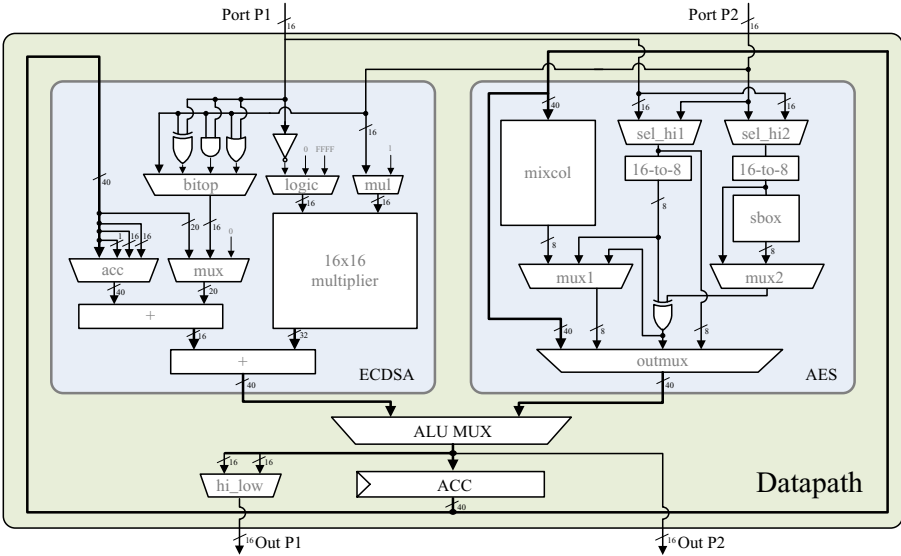 Port P1
16
Port P2
16
40
16
16
16
0
FFFF
1
sel_hi1
sel_hi2
mixcol
16-to-8
16-to-8
bitop
logic
mul
40
16
16
8
sbox
20
16
0
1
16
16
16x16
multiplier
8
8
acc
mux
mux1
mux2
40
20
+
16
32
40
8
8
+
outmux
ECDSA
AES
40
40
ALU MUX
16
16
16
hi_low
ACC
Datapath
40
16
Out P1
16
Out P2